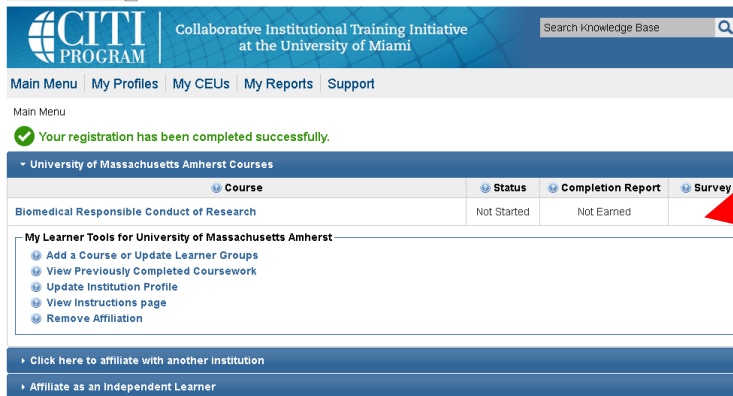 CITI
PROGRAM
Collaborative Institutional Training Initiative
at the University of Miami
Search Knowledge Base
Main Menu My Profiles My CEUs My Reports Support
Main Menu
Your registration has been completed successfully.
University of Massachusetts Amherst Courses
Course Status Completion Report Survey
Biomedical Responsible Conduct of Research Not Started Not Earned
My Learner Tools for University of Massachusetts Amherst
Add a Course or Update Learner Groups
View Previously Completed Coursework
Update Institution Profile
View Instructions page
Remove Affiliation
Click here to affiliate with another institution
Affiliate as an Independent Learner